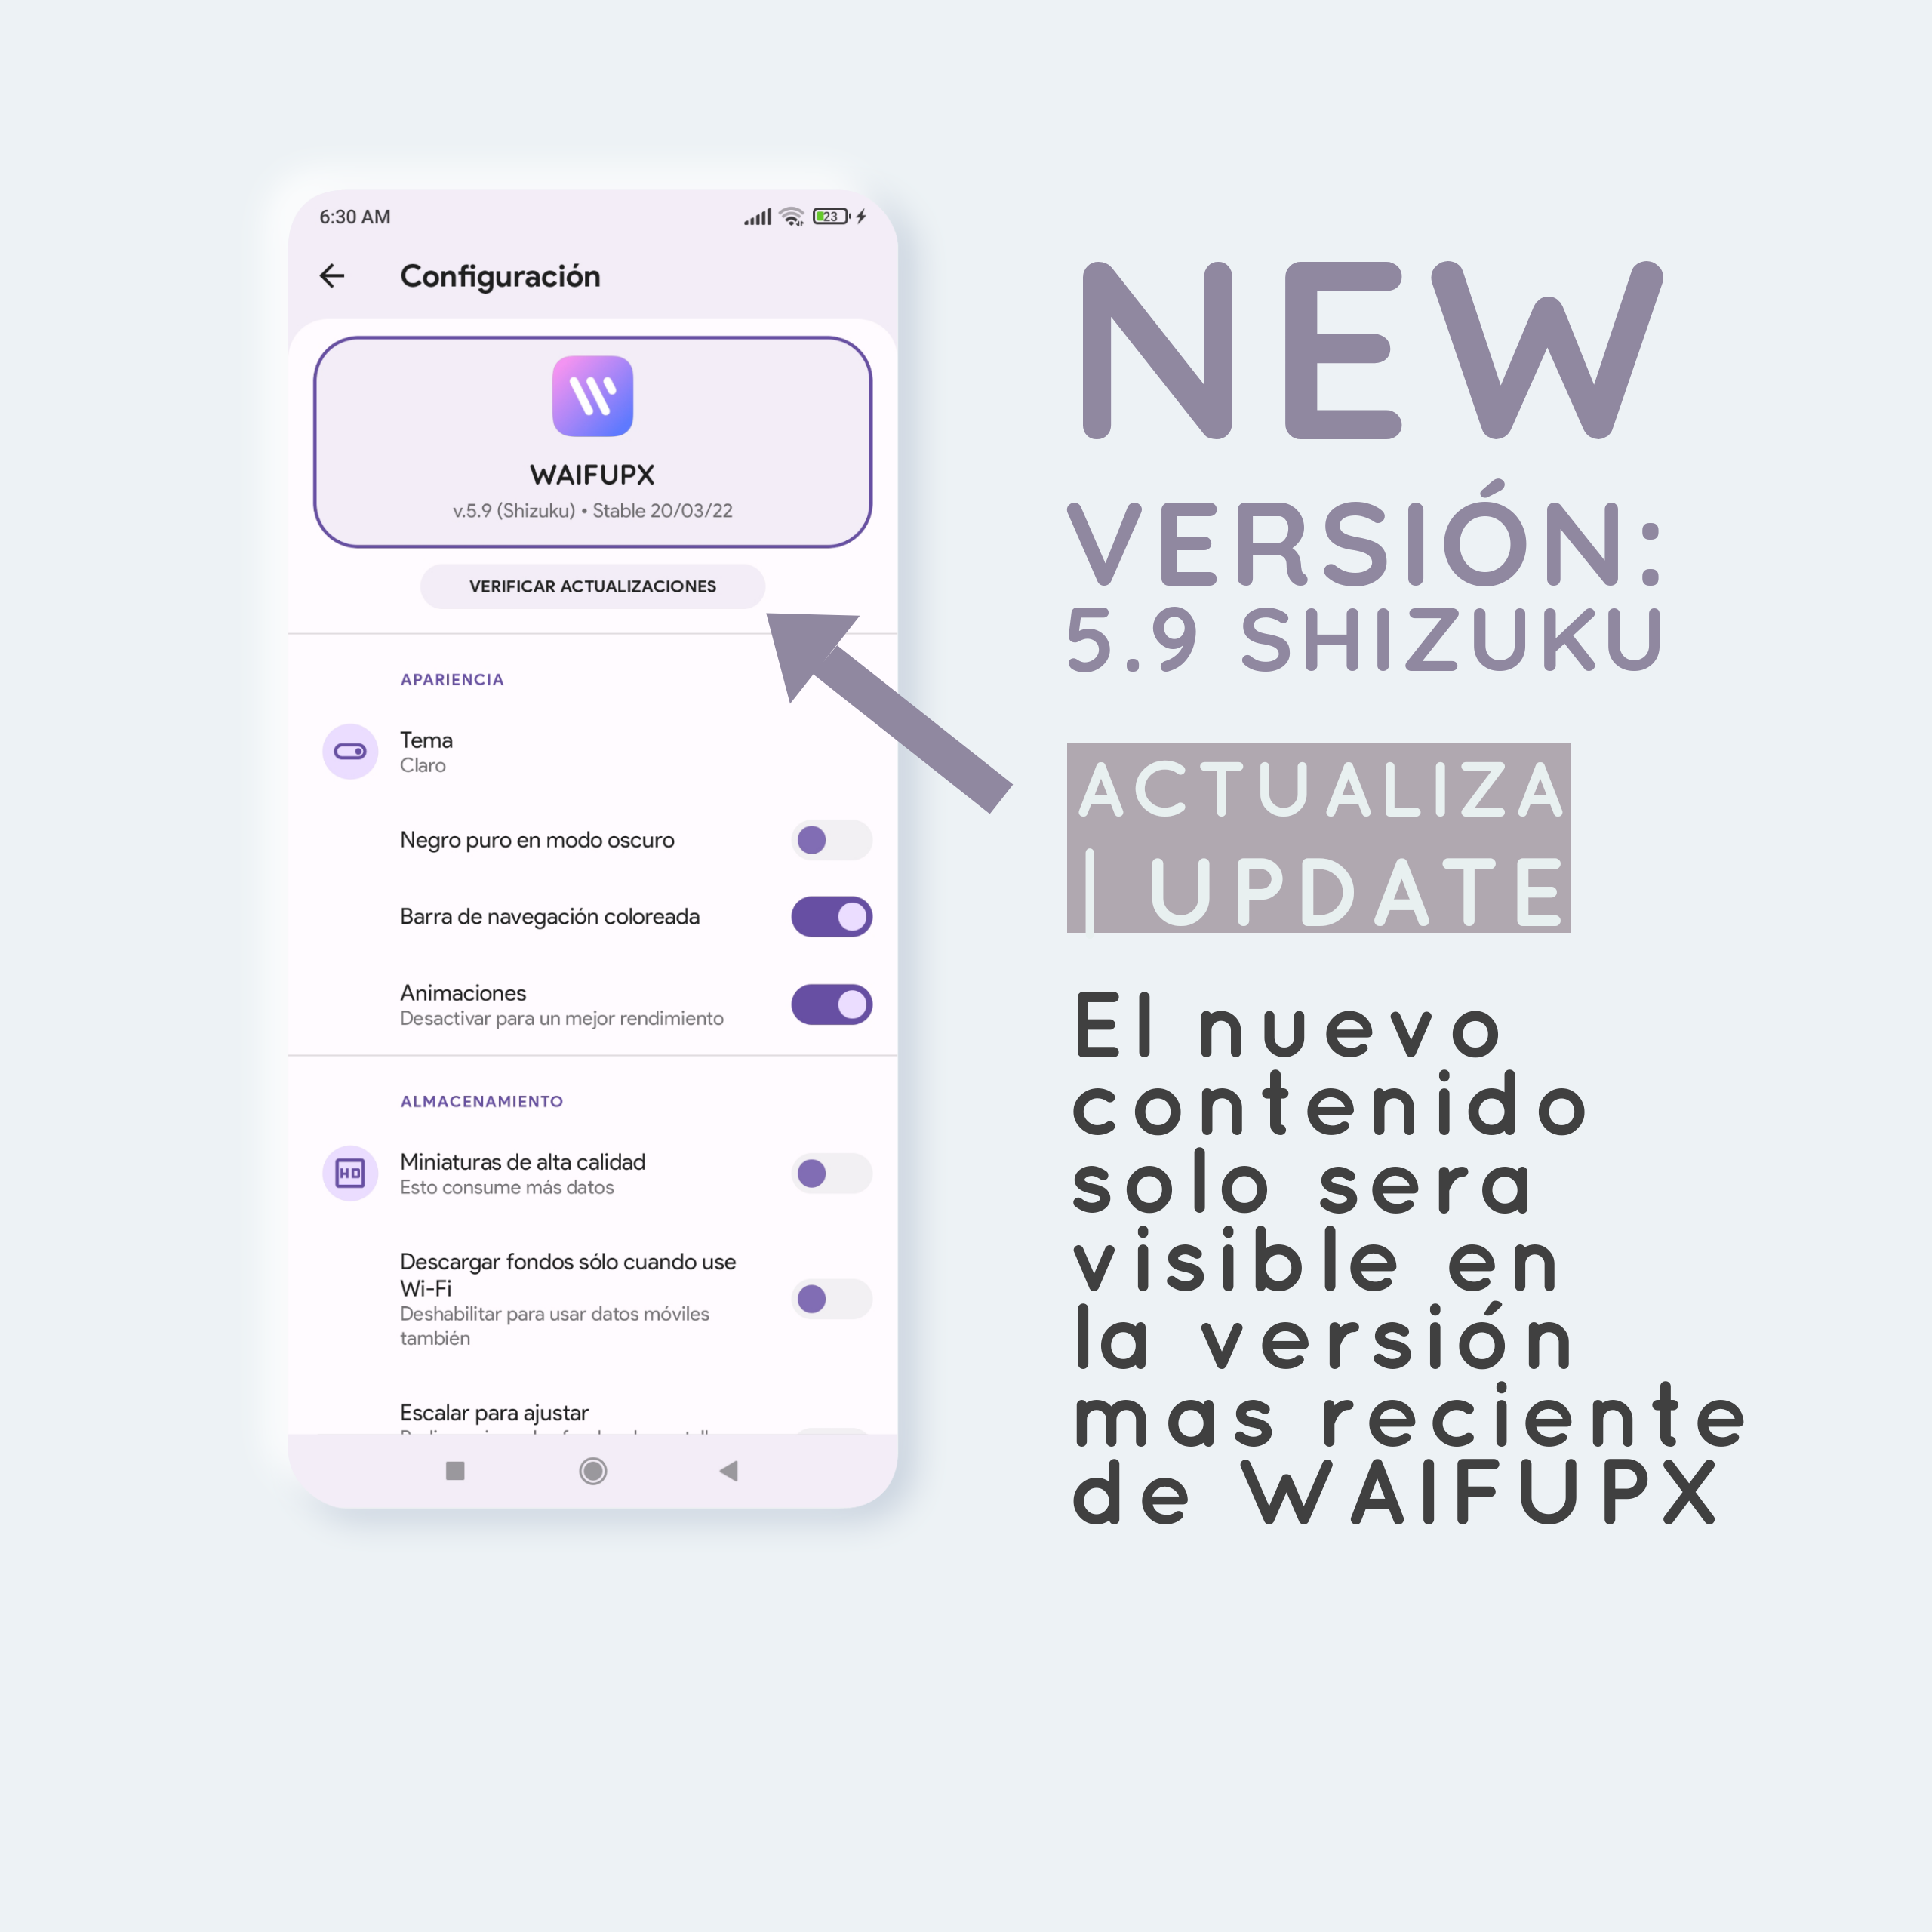 6:30 AM
23
Configuración
WAIFUPX
v.5.9 (Shizuku) • Stable 20/03/22
VERIFICAR ACTUALIZACIONES
APARIENCIA
Tema
Claro
Negro puro en modo oscuro
Barra de navegación coloreada
Animaciones
Desactivar para un mejor rendimiento
ALMACENAMIENTO
HD
Miniaturas de alta calidad
Esto consume más datos
Descargar fondos sólo cuando use
Wi-Fi
Deshabilitar para usar datos móviles
también
Escalar para ajustar
NEW
VERSIÓN:
5.9 SHIZUKU
ACTUALIZA
| UPDATE
El nuevo
contenido
solo sera
visible en
la versión
mas reciente
de WAIFUPX